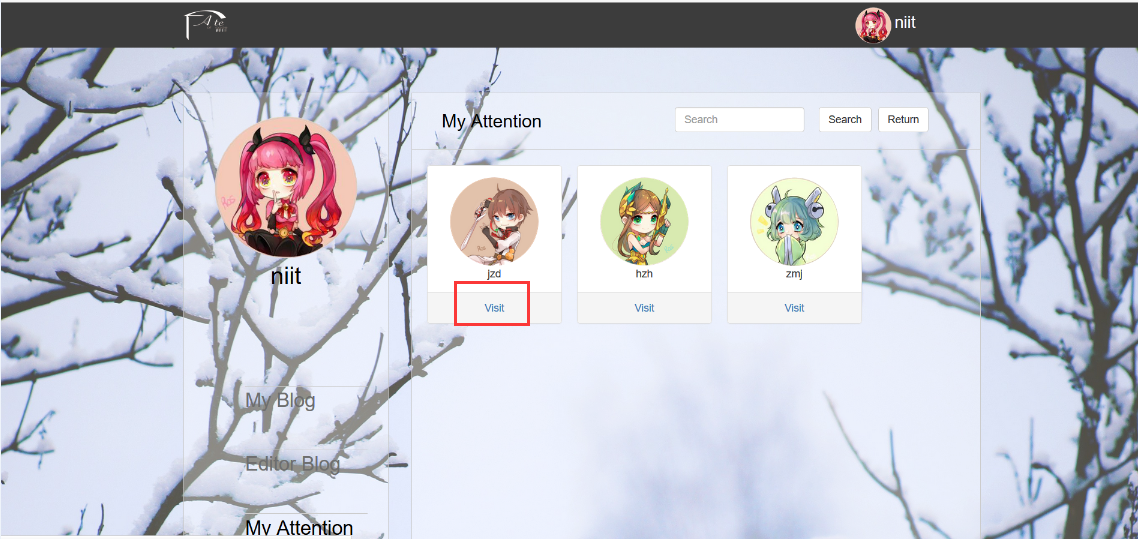 Ate
niit
niit
My Blog
Editor Blog
My Attention
My Attention
Search
Search
Return
jzd
hzh
zmj
Visit
Visit
Visit